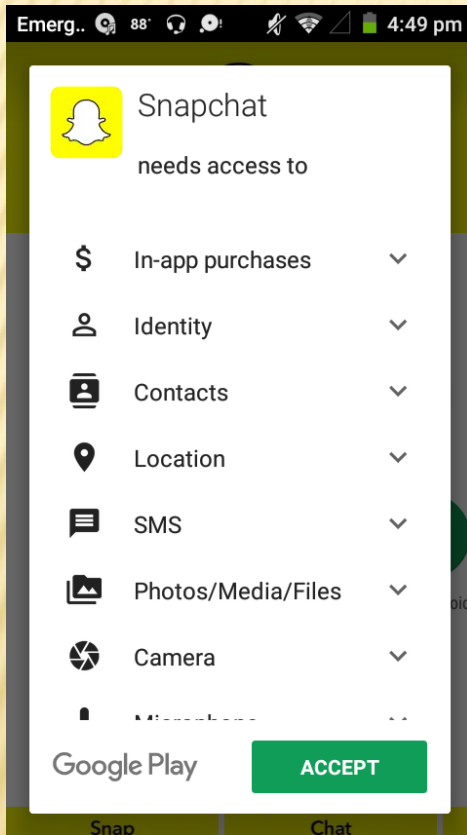 Emerg.. 88° 4:49 pm
Snapchat
needs access to
$ In-app purchases
Identity
Contacts
Location
SMS
Photos/Media/Files
Camera
Microphone
Google Play ACCEPT
Snap Chat